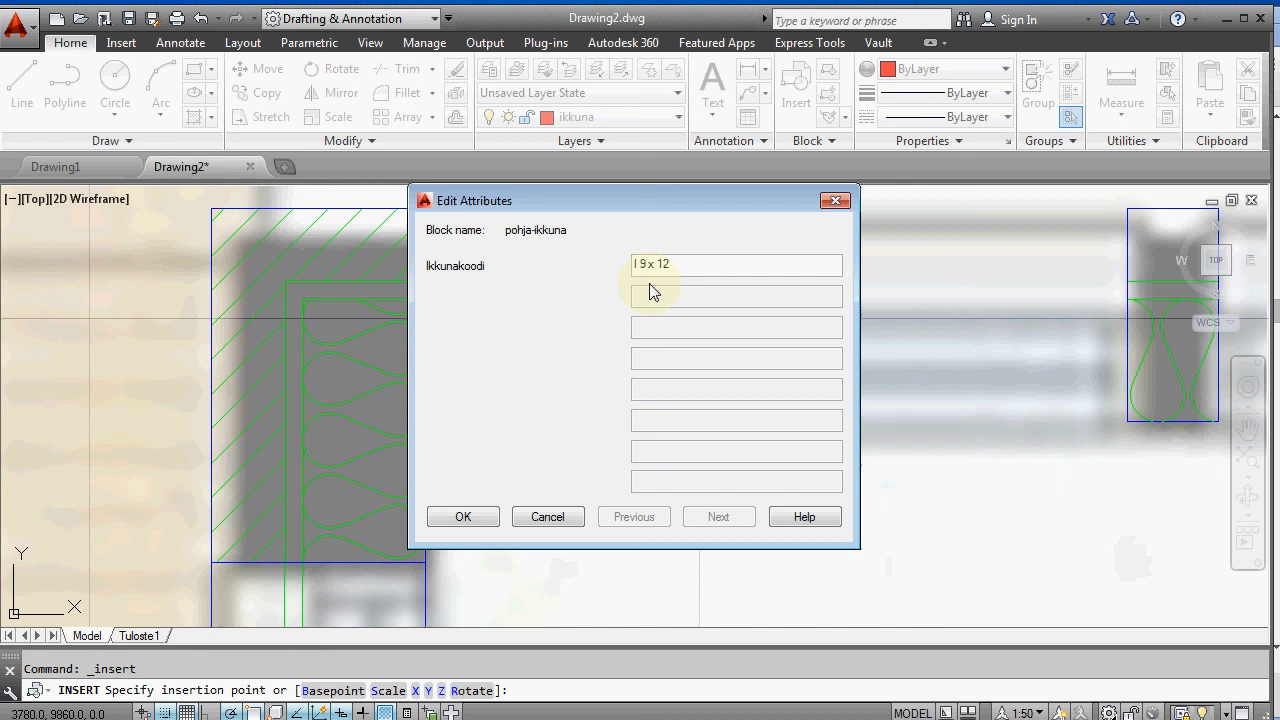 Drafting & Annotation
Drawing2.dwg
Type a keyword or phrase
Sign In
Home Insert Annotate Layout Parametric View Manage Output Plug-ins Autodesk 360 Featured Apps Express Tools Vault
Line
Polyline
Circle
Arc
Move
Rotate
Trim
Copy
Mirror
Fillet
Stretch
Scale
Array
Unsaved Layer State
ikkuna
Text
Insert
ByLayer
ByLayer
ByLayer
Group
Measure
Paste
Draw
Modify
Layers
Annotation
Block
Properties
Groups
Utilities
Clipboard
Drawing1
Drawing2*
[−][Top][2D Wireframe]
Edit Attributes
Block name: pohja-ikkuna
Ikkunakoodi
I 9 x 12
OK
Cancel
Previous
Next
Help
N
W
TOP
E
S
WCS
Y
X
Model
Tuloste1
Command: _insert
INSERT Specify insertion point or [Basepoint Scale X Y Z Rotate]:
3780.0, 9860.0, 0.0
MODEL
1:50